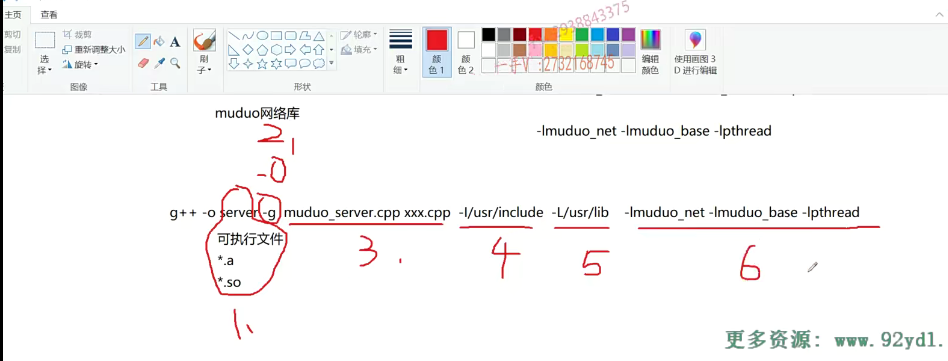 主页 查看
剪切
复制
选择
裁剪
重新调整大小
旋转
图像
A
工具
刷子
形状
轮廓
填充
粗细
颜色 1
颜色 2
编辑颜色
颜色
使用画图 3D 进行编辑
938843375
一手V :2732168745
muduo网络库
-lmuduo_net -lmuduo_base -lpthread
2,
-O
g++ -o server -g muduo_server.cpp xxx.cpp -I/usr/include -L/usr/lib -lmuduo_net -lmuduo_base -lpthread
可执行文件
*.a
*.so
3. 4 5 6
1.
更多资源: www.92yd1.